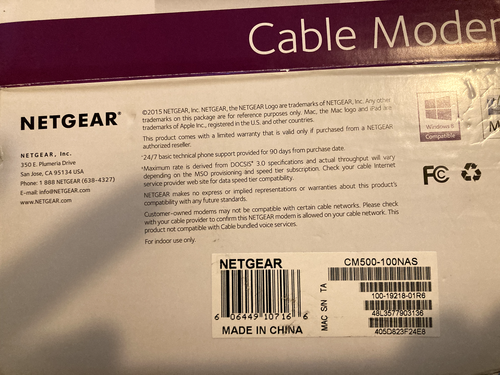 Cable Moder
NETGEAR®
NETGEAR, Inc.
350 E. Plumeria Drive
San Jose, CA 95134 USA
Phone: 1 888 NETGEAR (638-4327)
E-mail: info@NETGEAR.com
www.NETGEAR.com
©2015 NETGEAR, Inc. NETGEAR, the NETGEAR Logo are trademarks of NETGEAR, Inc. Any other
trademarks on this package are for reference purposes only. Mac, the Mac logo and iPad are
trademarks of Apple Inc., registered in the U.S. and other countries.
This product comes with a limited warranty that is valid only if purchased from a NETGEAR
authorized reseller.
24/7 basic technical phone support provided for 90 days from purchase date.
Maximum rate is derived from DOCSIS® 3.0 specifications and actual throughput will vary
depending on the MSO provisioning and speed tier subscription. Check your cable Internet
service provider web site for data speed tier compatibility.
NETGEAR makes no express or implied representations or warranties about this product's
compatibility with any future standards.
Customer-owned modems may not be compatible with certain cable networks. Please check
with your cable provider to confirm this NETGEAR modem is allowed on your cable network. This
product not compatible with Cable bundled voice services.
For indoor use only.
Windows 8
Compatible
M
FC
NETGEAR
6 06449 10716 6
MADE IN CHINA
CM500-100NAS
TA
100-19218-01R6
S/N
48L3577903136
MAC
405D823F24E8